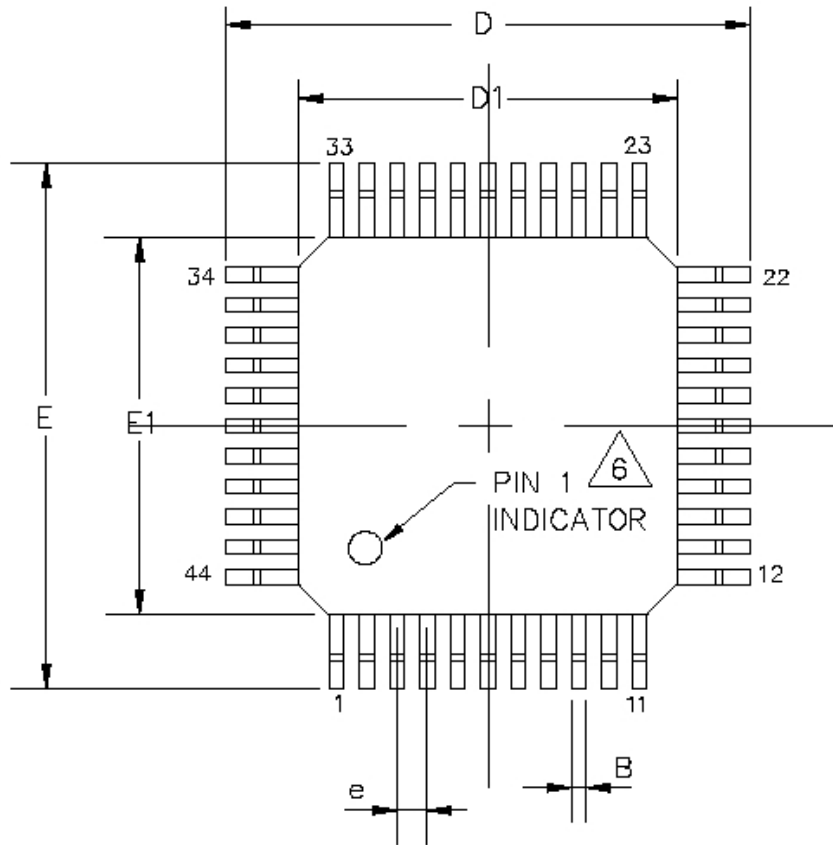 D
D1
33 23
34 22
E E1
6
PIN 1
INDICATOR
44 12
1 11
B
e